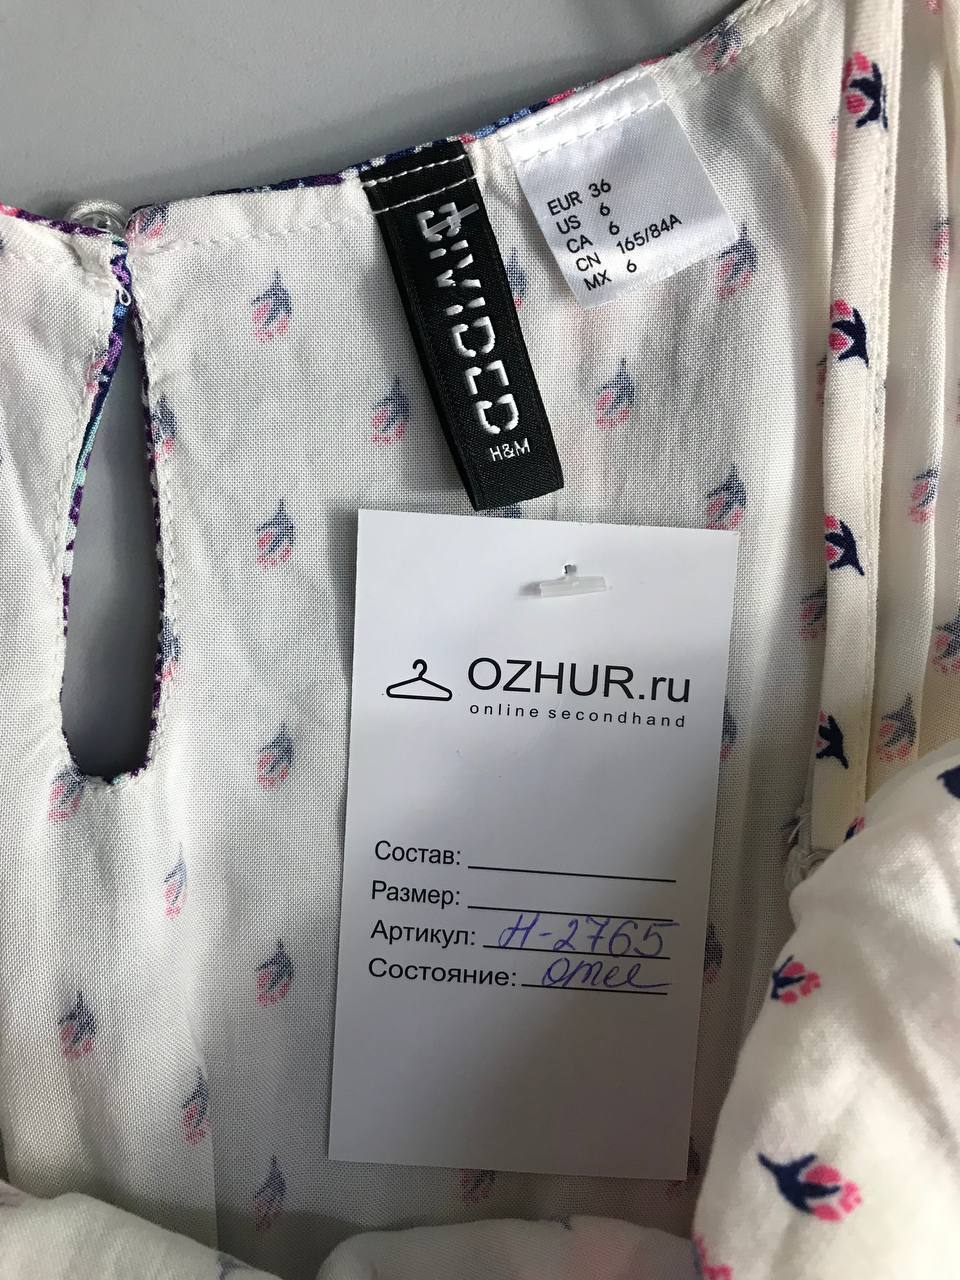 DIVIDED
H&M
EUR 36
US 6
CA 6
CN 165/84A
MX 6
OZHUR.ru
online secondhand
Состав:
Размер:
Артикул: Н-2765
Состояние: отл